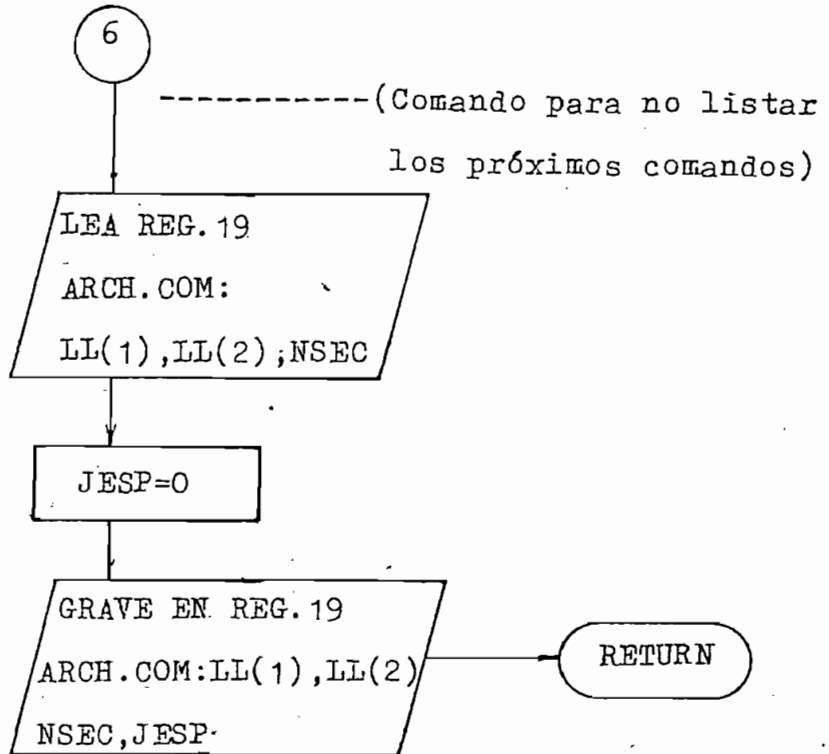 6
-----------(Comando para no listar
los próximos comandos)
LEA REG.19
ARCH.COM:
LL(1),LL(2);NSEC
JESP=0
GRAVE EN REG.19
ARCH.COM:LL(1),LL(2)
NSEC,JESP
RETURN